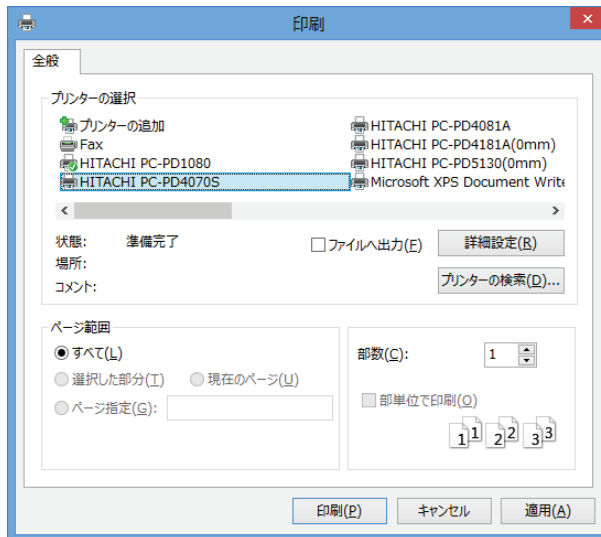 印刷
全般
プリンターの選択
プリンターの追加
Fax
HITACHI PC-PD1080
HITACHI PC-PD4070S
HITACHI PC-PD4081A
HITACHI PC-PD4181A(0mm)
HITACHI PC-PD5130(0mm)
Microsoft XPS Document Write
状態: 準備完了
場所:
コメント:
ファイルへ出力(F)
詳細設定(R)
プリンターの検索(D)...
ページ範囲
すべて(L)
選択した部分(T) 現在のページ(U)
ページ指定(G):
部数(C): 1
部単位で印刷(O)
1 1 2 2 3 3
印刷(P) キャンセル 適用(A)